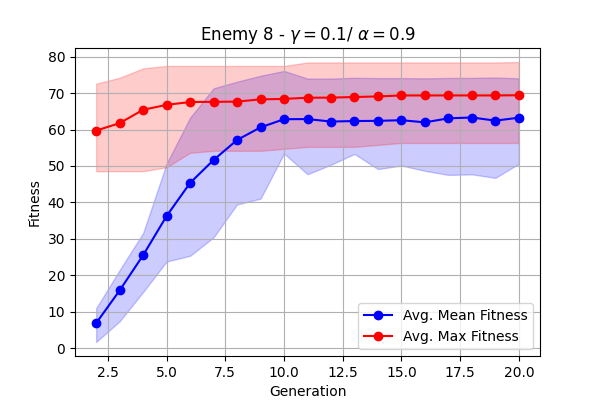 Enemy 8 - γ = 0.1/ α = 0.9
80
70
60
50
40
30
20
10
0
Fitness
2.5 5.0 7.5 10.0 12.5 15.0 17.5 20.0
Generation
Avg. Mean Fitness
Avg. Max Fitness